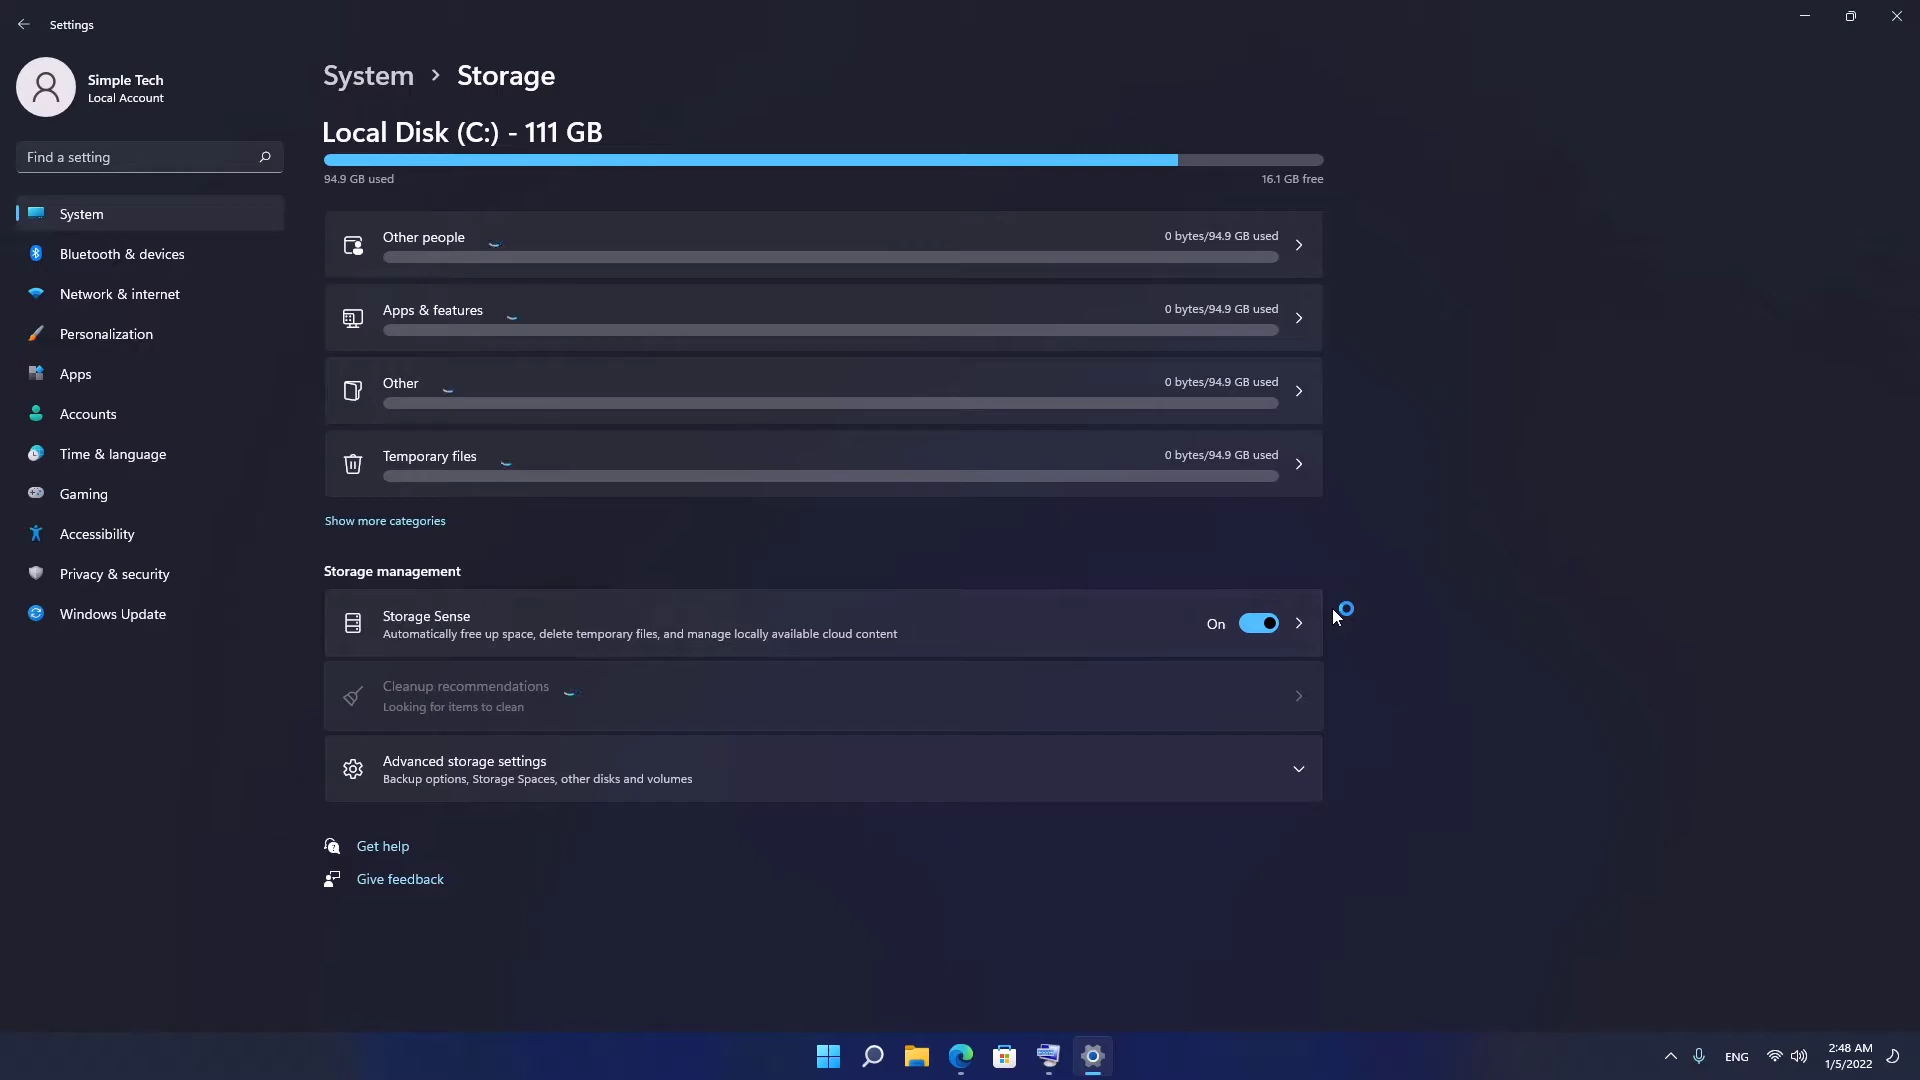 Settings
Simple Tech
Local Account
Find a setting
System
Bluetooth & devices
Network & internet
Personalization
Apps
Accounts
Time & language
Gaming
Accessibility
Privacy & security
Windows Update
System > Storage
Local Disk (C:) - 111 GB
94.9 GB used
16.1 GB free
Other people
0 bytes/94.9 GB used
Apps & features
0 bytes/94.9 GB used
Other
0 bytes/94.9 GB used
Temporary files
0 bytes/94.9 GB used
Show more categories
Storage management
Storage Sense
Automatically free up space, delete temporary files, and manage locally available cloud content
On
Cleanup recommendations
Looking for items to clean
Advanced storage settings
Backup options, Storage Spaces, other disks and volumes
Get help
Give feedback
ENG
2:48 AM
1/5/2022